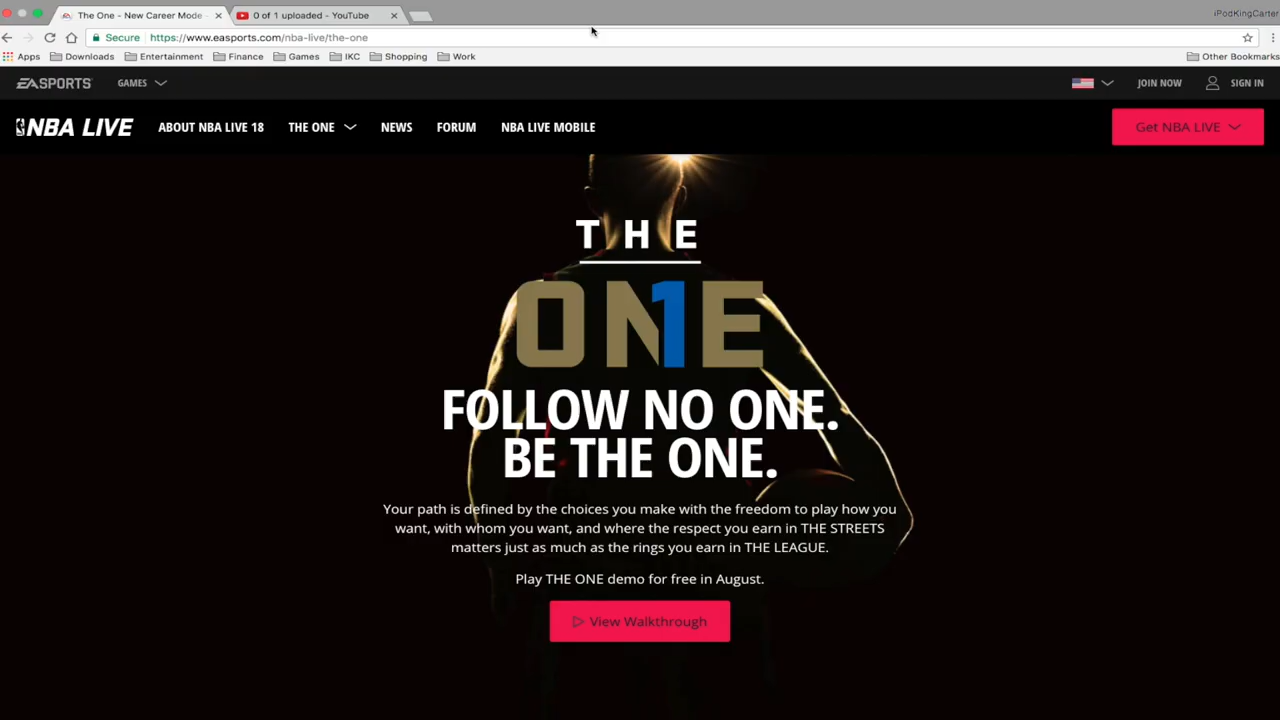 The One - New Career Mode -
0 of 1 uploaded - YouTube
iPodKingCarter
Secure
https://www.easports.com/nba-live/the-one
Apps
Downloads
Entertainment
Finance
Games
IKC
Shopping
Work
Other Bookmarks
EA SPORTS
GAMES
JOIN NOW
SIGN IN
NBA LIVE
ABOUT NBA LIVE 18
THE ONE
NEWS
FORUM
NBA LIVE MOBILE
Get NBA LIVE
THE
ON1E
FOLLOW NO ONE.
BE THE ONE.
Your path is defined by the choices you make with the freedom to play how you
want, with whom you want, and where the respect you earn in THE STREETS
matters just as much as the rings you earn in THE LEAGUE.
Play THE ONE demo for free in August.
View Walkthrough